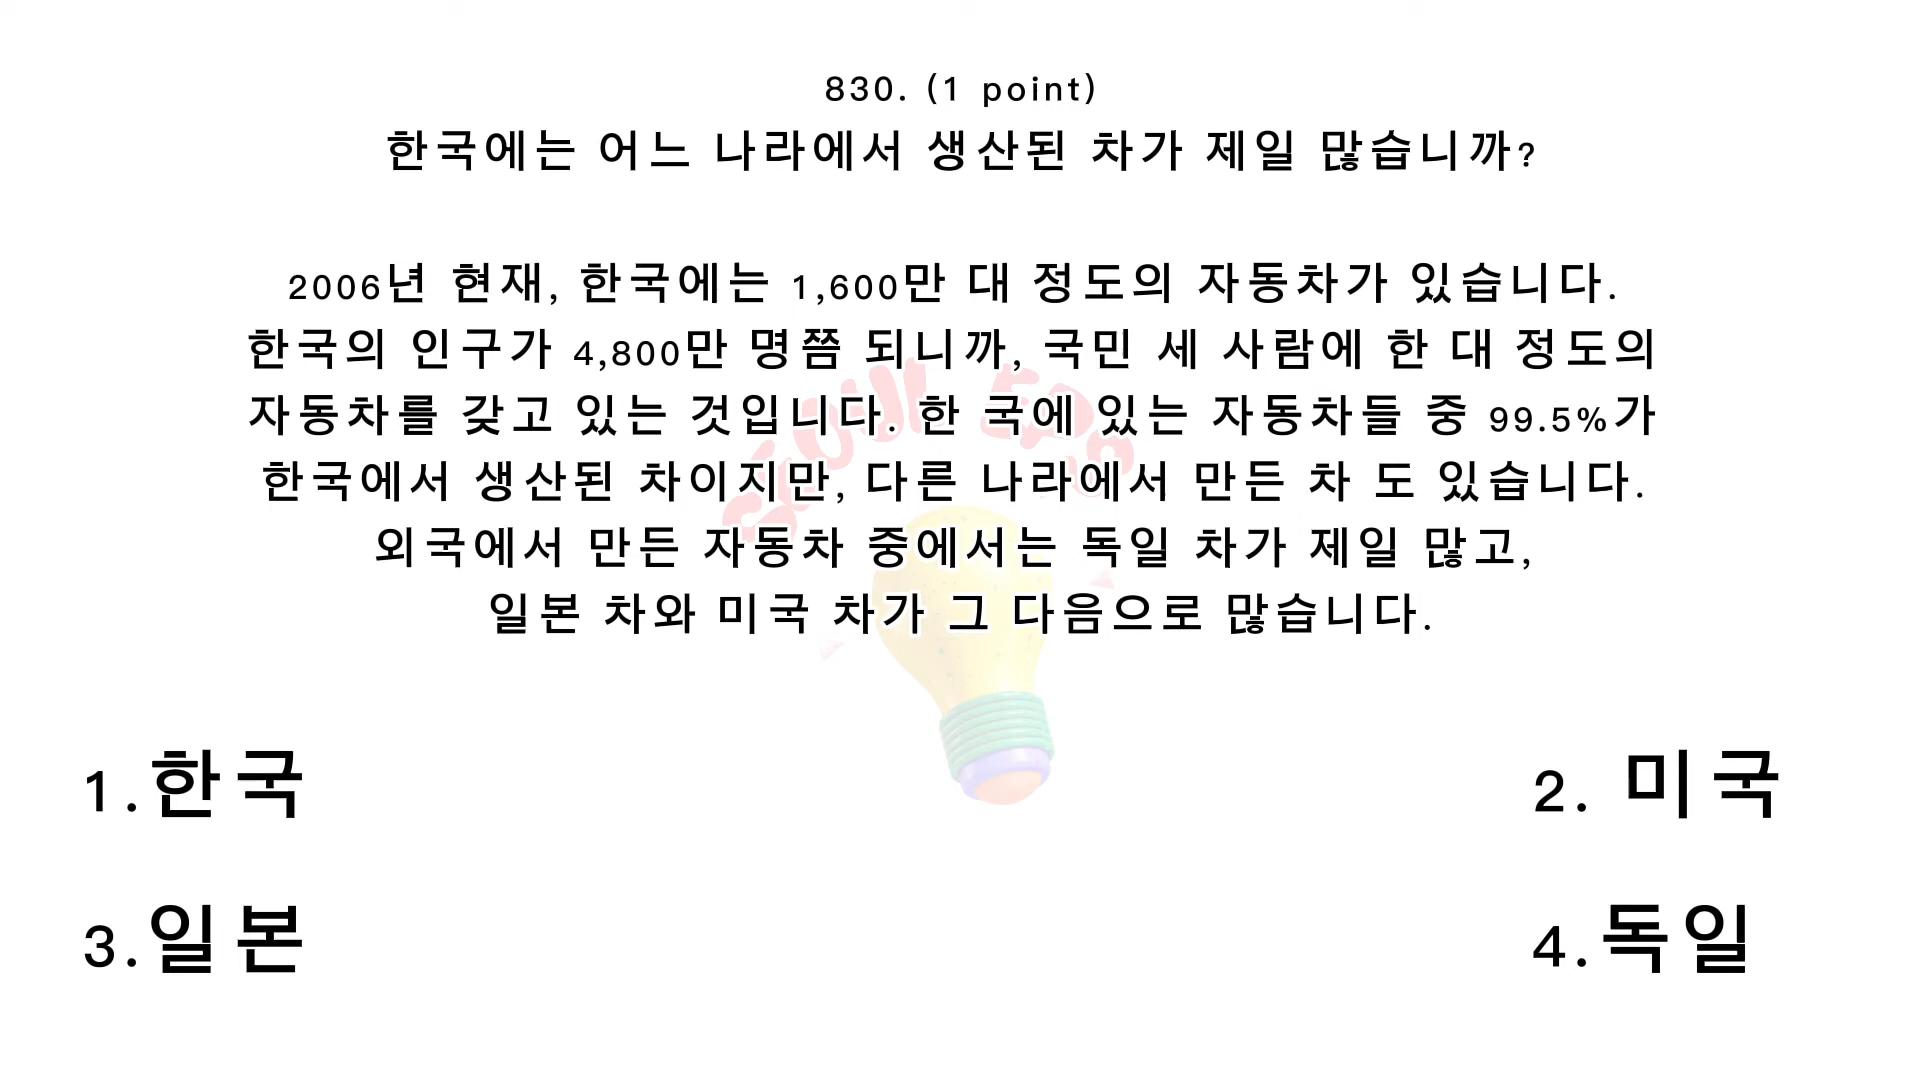 830. (1 point)
한국에는 어느 나라에서 생산된 차가 제일 많습니까?
2006년 현재, 한국에는 1,600만 대 정도의 자동차가 있습니다.
한국의 인구가 4,800만 명쯤 되니까, 국민 세 사람에 한 대 정도의
자동차를 갖고 있는 것입니다. 한 국에 있는 자동차들 중 99.5%가
한국에서 생산된 차이지만, 다른 나라에서 만든 차 도 있습니다.
외국에서 만든 자동차 중에서는 독일 차가 제일 많고,
일본 차와 미국 차가 그 다음으로 많습니다.
1.한국
2. 미국
3.일본
4.독일